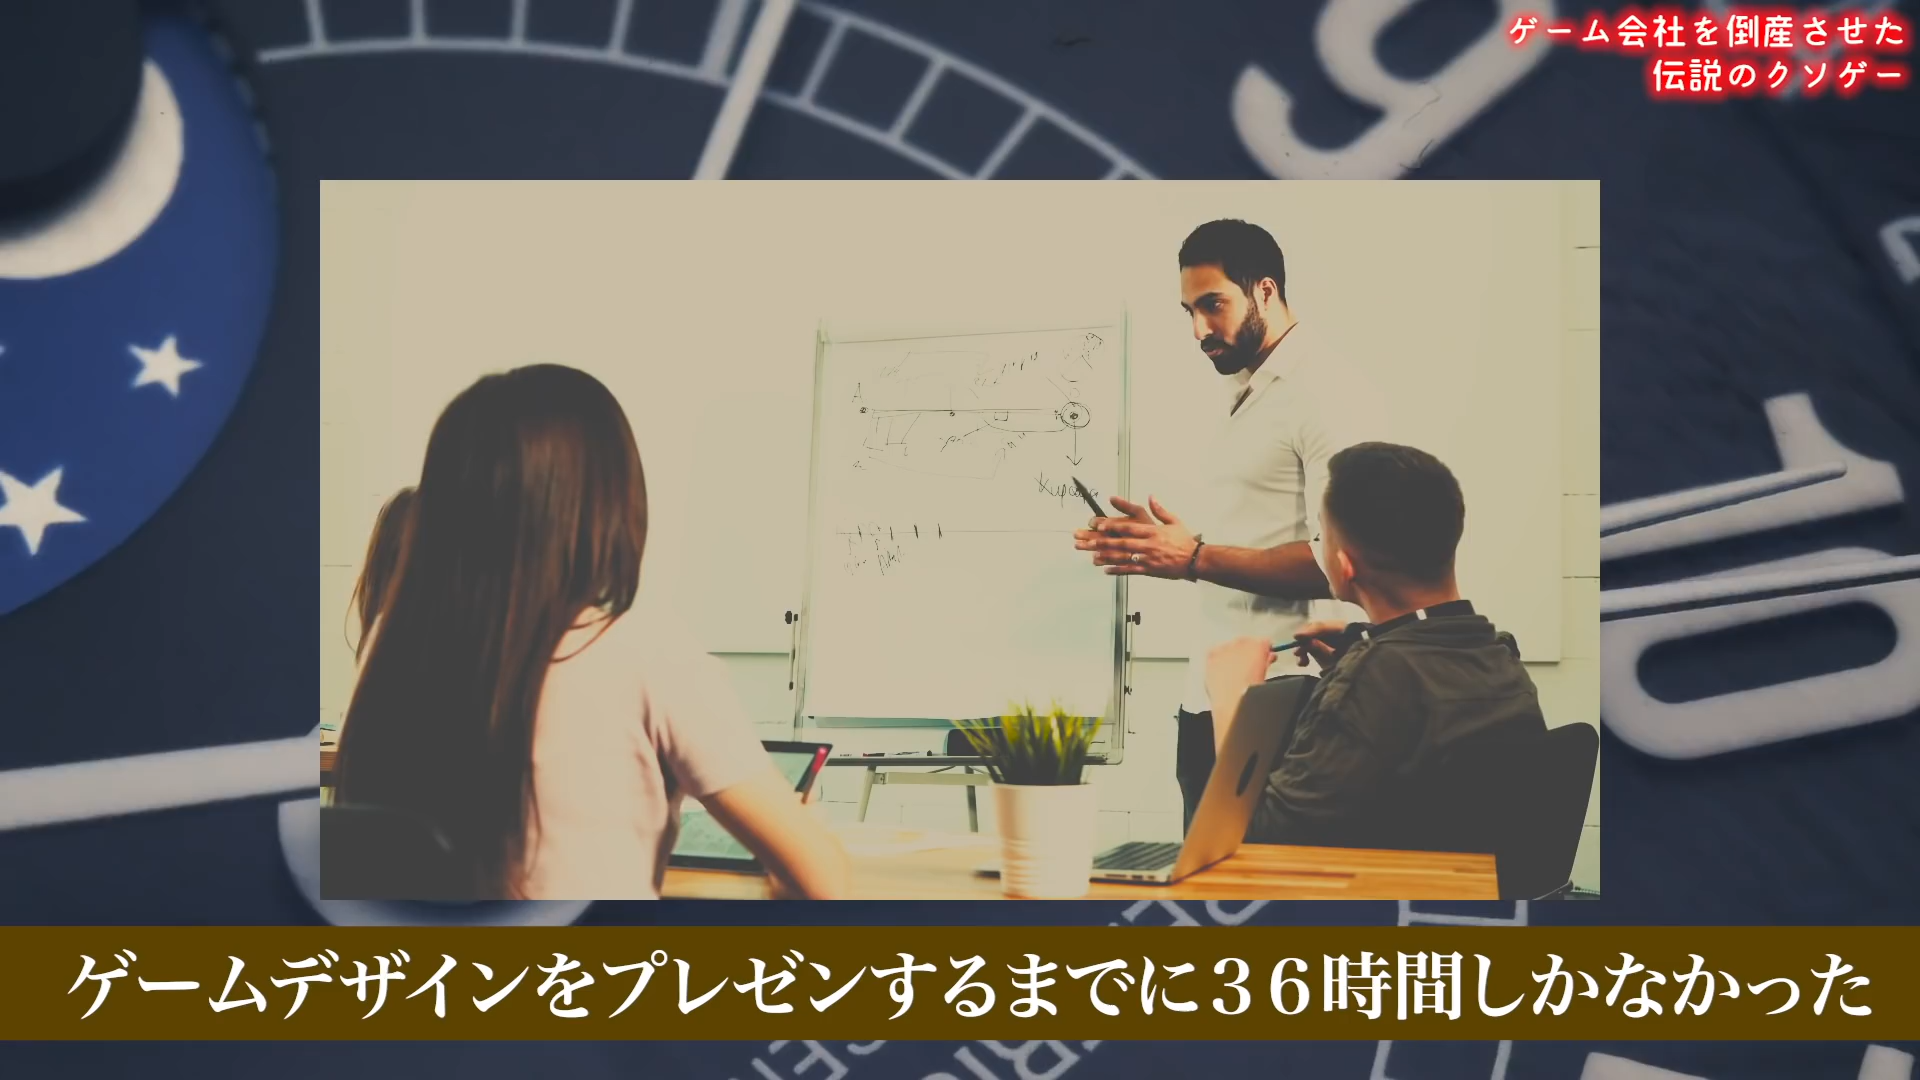 ゲーム会社を倒産させた
伝説のクソゲー
A
ゲームデザインをプレゼンするまでに３６時間しかなかった